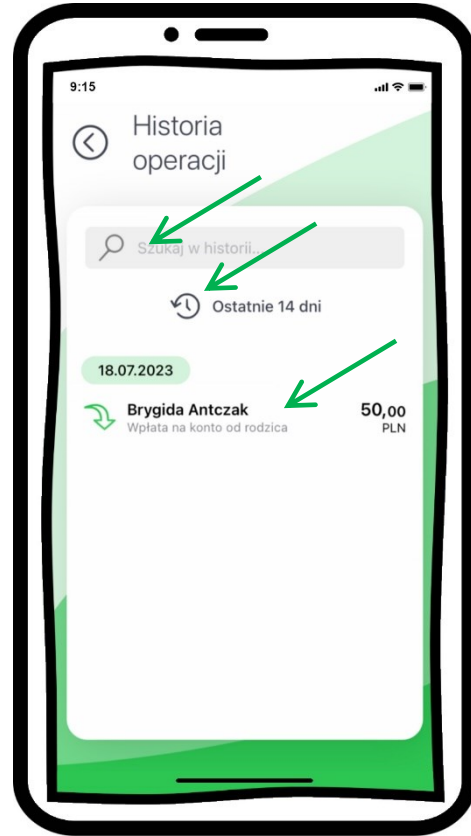 9:15
Historia
operacji
Szukaj w historii...
Ostatnie 14 dni
18.07.2023
Brygida Antczak 50,00
Wpłata na konto od rodzica PLN